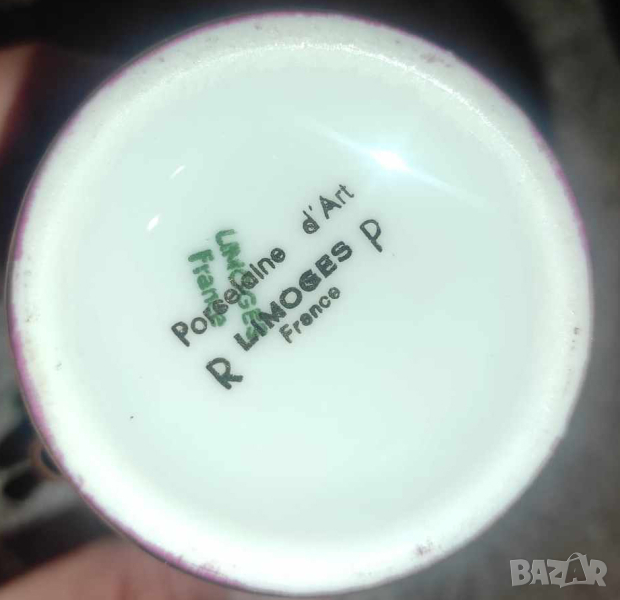 Porcelaine d'Art
R LIMOGES P
France
LIMOGES
France
BAZAR